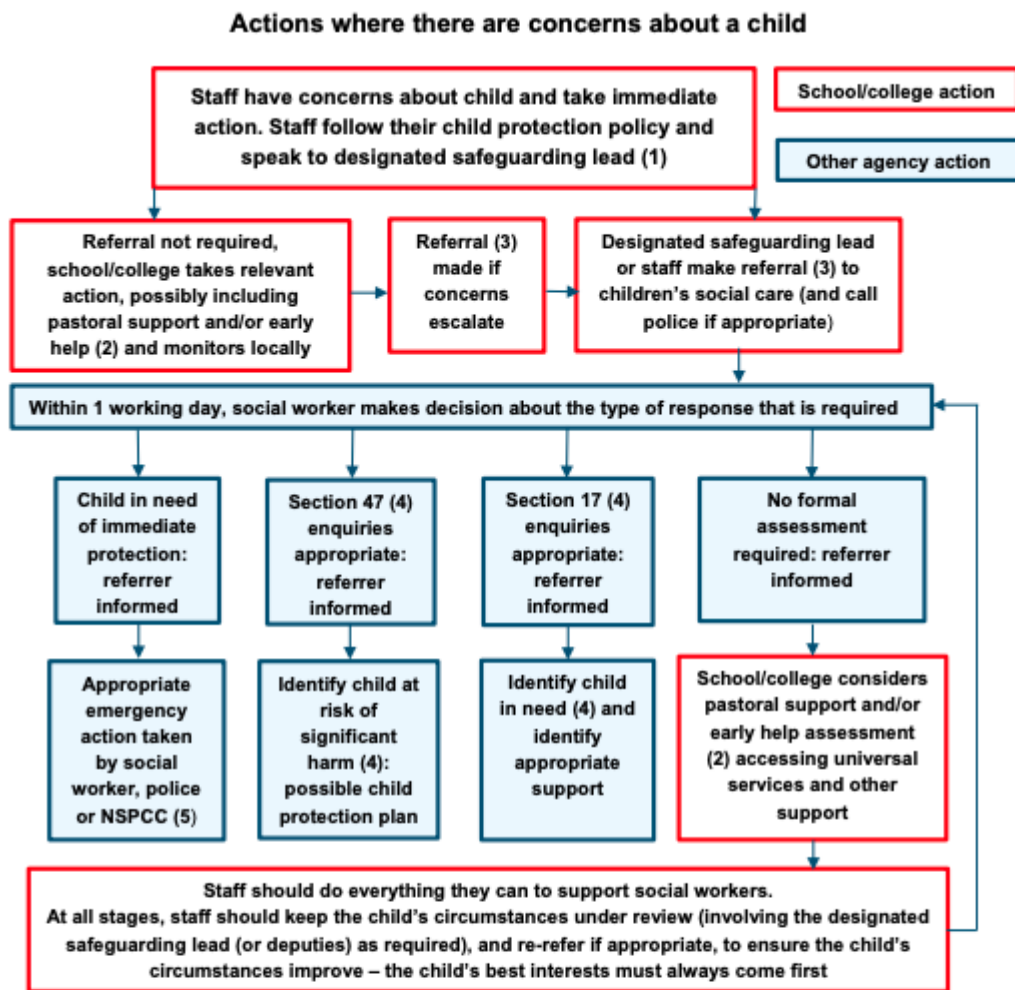 Actions where there are concerns about a child
Staff have concerns about child and take immediate
action. Staff follow their child protection policy and
speak to designated safeguarding lead (1)
School/college action
Other agency action
Referral not required,
school/college takes relevant
action, possibly including
pastoral support and/or early
help (2) and monitors locally
Referral (3)
made if
concerns
escalate
Designated safeguarding lead
or staff make referral (3) to
children's social care (and call
police if appropriate)
Within 1 working day, social worker makes decision about the type of response that is required
Child in need
of immediate
protection:
referrer
informed
Section 47 (4)
enquiries
appropriate:
referrer
informed
Section 17 (4)
enquiries
appropriate:
referrer
informed
No formal
assessment
required: referrer
informed
Appropriate
emergency
action taken
by social
worker, police
or NSPCC (5)
Identify child at
risk of
significant
harm (4):
possible child
protection plan
Identify child
in need (4) and
identify
appropriate
support
School/college considers
pastoral support and/or
early help assessment
(2) accessing universal
services and other
support
Staff should do everything they can to support social workers.
At all stages, staff should keep the child's circumstances under review (involving the designated
safeguarding lead (or deputies) as required), and re-refer if appropriate, to ensure the child's
circumstances improve – the child's best interests must always come first